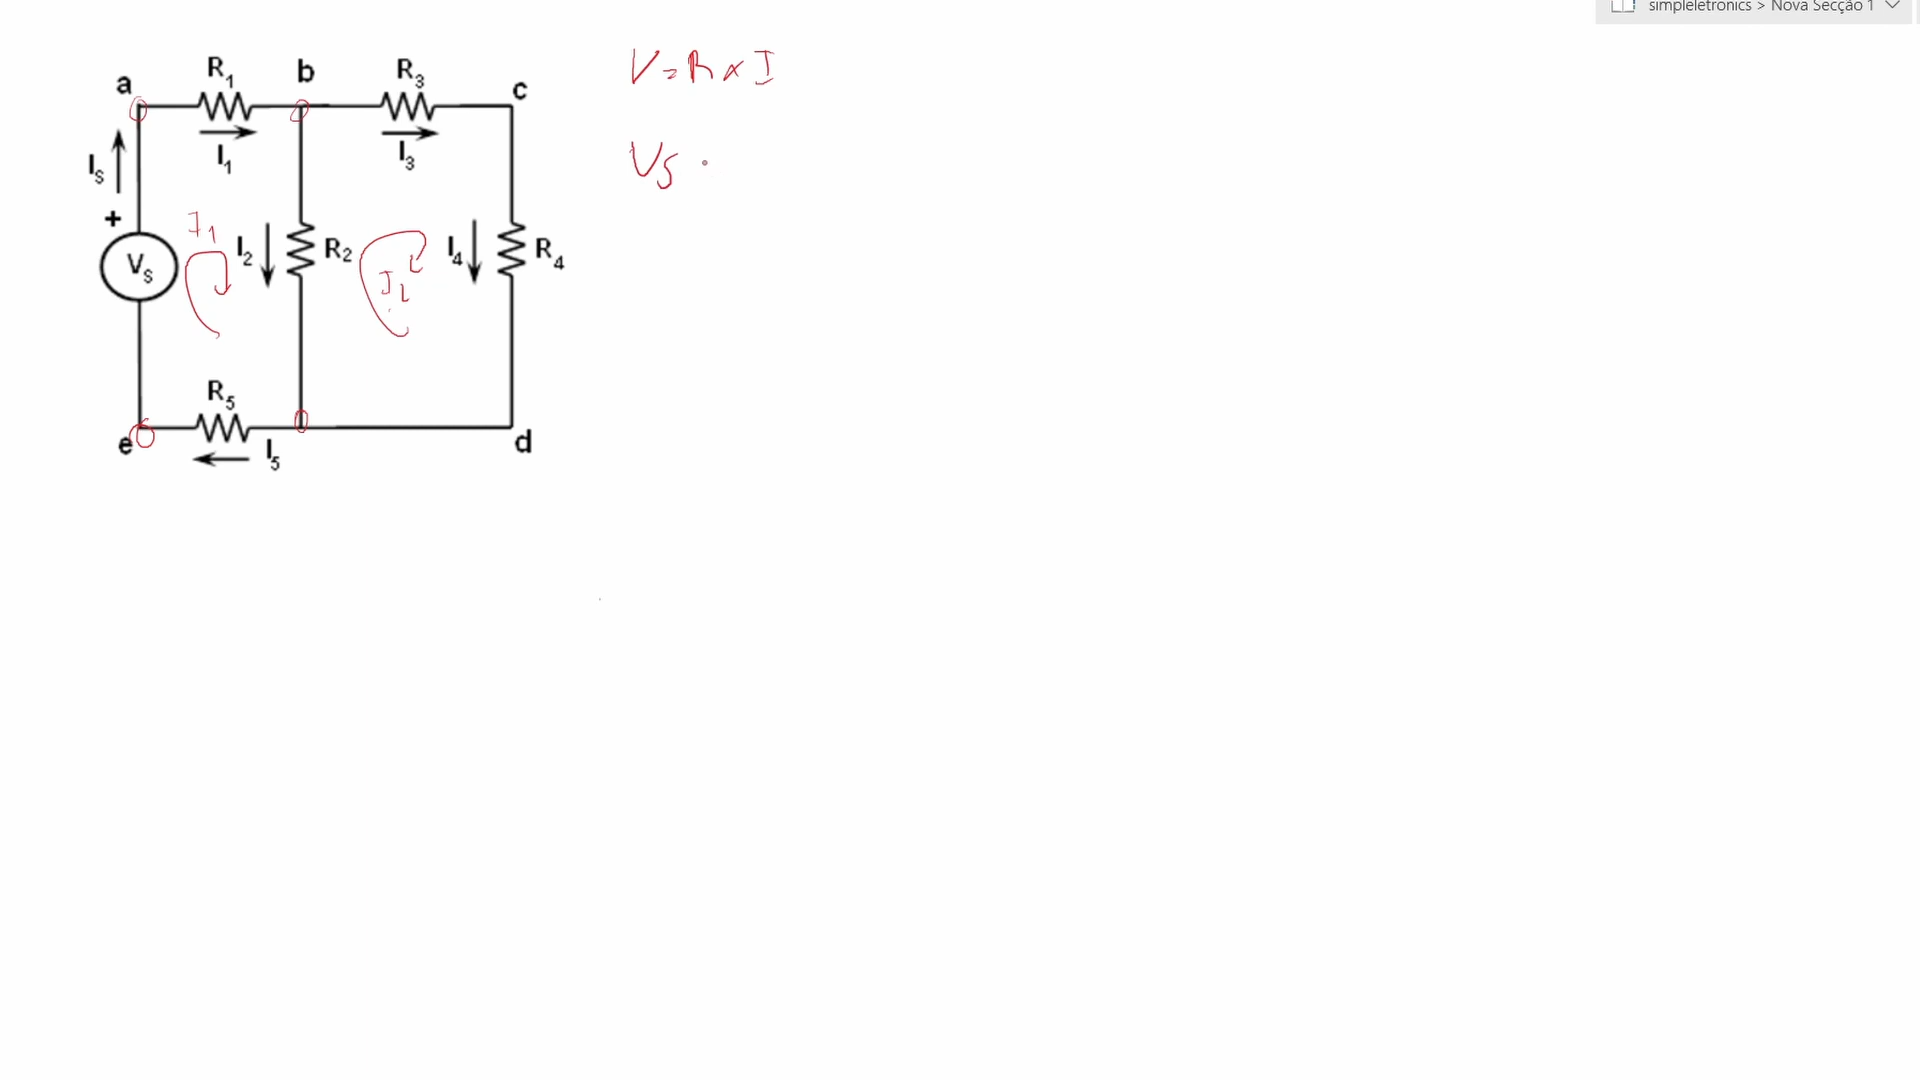 simpleletronics > Nova Secção 1
a
R1
b
R3
c
V = R x I
I1
I3
Is
Vs
+
J1
I2
R2
I4
R4
Vs
J2
R5
e
I5
d